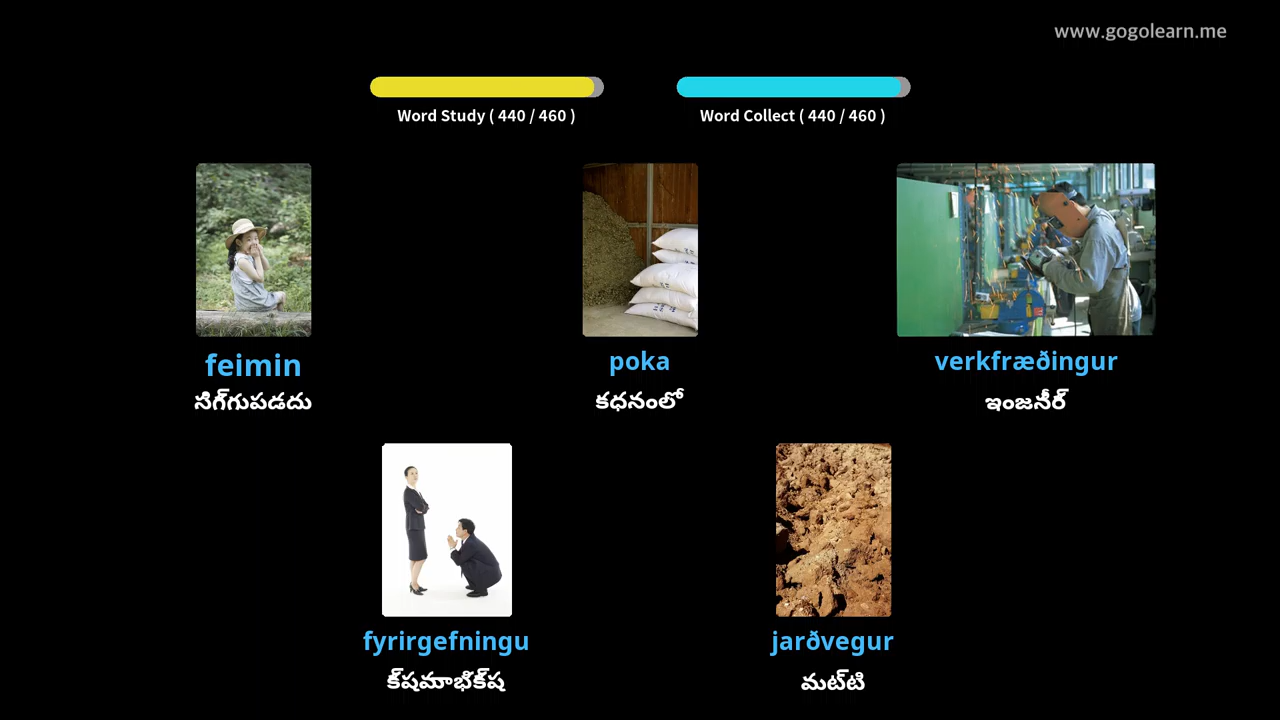 www.gogolearn.me
Word Study ( 440 / 460 )
Word Collect ( 440 / 460 )
feimin
poka
verkfræðingur
సిగ్‌గుపడదు
కధనంలో
ఇంజనీర్
fyrirgefningu
jarðvegur
క్‌షమాభిక్‌ష
మట్‌టి